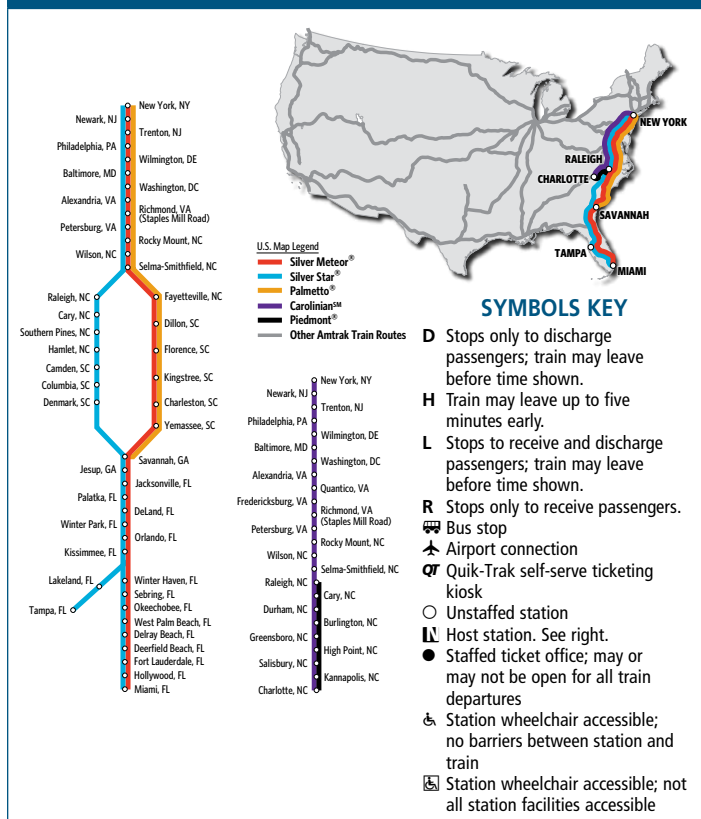 New York, NY
Newark, NJ
Trenton, NJ
Philadelphia, PA
Wilmington, DE
Baltimore, MD
Washington, DC
Alexandria, VA
Richmond, VA
(Staples Mill Road)
Petersburg, VA
Rocky Mount, NC
Wilson, NC
Selma-Smithfield, NC
Raleigh, NC
Cary, NC
Southern Pines, NC
Hamlet, NC
Camden, SC
Columbia, SC
Denmark, SC
Fayetteville, NC
Dillon, SC
Florence, SC
Kingstree, SC
Charleston, SC
Yemassee, SC
Savannah, GA
Jesup, GA
Jacksonville, FL
Palatka, FL
DeLand, FL
Winter Park, FL
Orlando, FL
Kissimmee, FL
Lakeland, FL
Tampa, FL
Winter Haven, FL
Sebring, FL
Okeechobee, FL
West Palm Beach, FL
Delray Beach, FL
Deerfield Beach, FL
Fort Lauderdale, FL
Hollywood, FL
Miami, FL
NEW YORK
RALEIGH
CHARLOTTE
SAVANNAH
TAMPA
MIAMI
U.S. Map Legend
Silver Meteor®
Silver Star®
Palmetto®
Carolinian℠
Piedmont®
Other Amtrak Train Routes
New York, NY
Newark, NJ
Trenton, NJ
Philadelphia, PA
Wilmington, DE
Baltimore, MD
Washington, DC
Alexandria, VA
Quantico, VA
Fredericksburg, VA
Richmond, VA
(Staples Mill Road)
Petersburg, VA
Rocky Mount, NC
Wilson, NC
Selma-Smithfield, NC
Raleigh, NC
Cary, NC
Durham, NC
Burlington, NC
Greensboro, NC
High Point, NC
Salisbury, NC
Kannapolis, NC
Charlotte, NC
SYMBOLS KEY
D Stops only to discharge
passengers; train may leave
before time shown.
H Train may leave up to five
minutes early.
L Stops to receive and discharge
passengers; train may leave
before time shown.
R Stops only to receive passengers.
Bus stop
Airport connection
QT Quik-Trak self-serve ticketing
kiosk
Unstaffed station
N Host station. See right.
Staffed ticket office; may or
may not be open for all train
departures
Station wheelchair accessible;
no barriers between station and
train
Station wheelchair accessible; not
all station facilities accessible